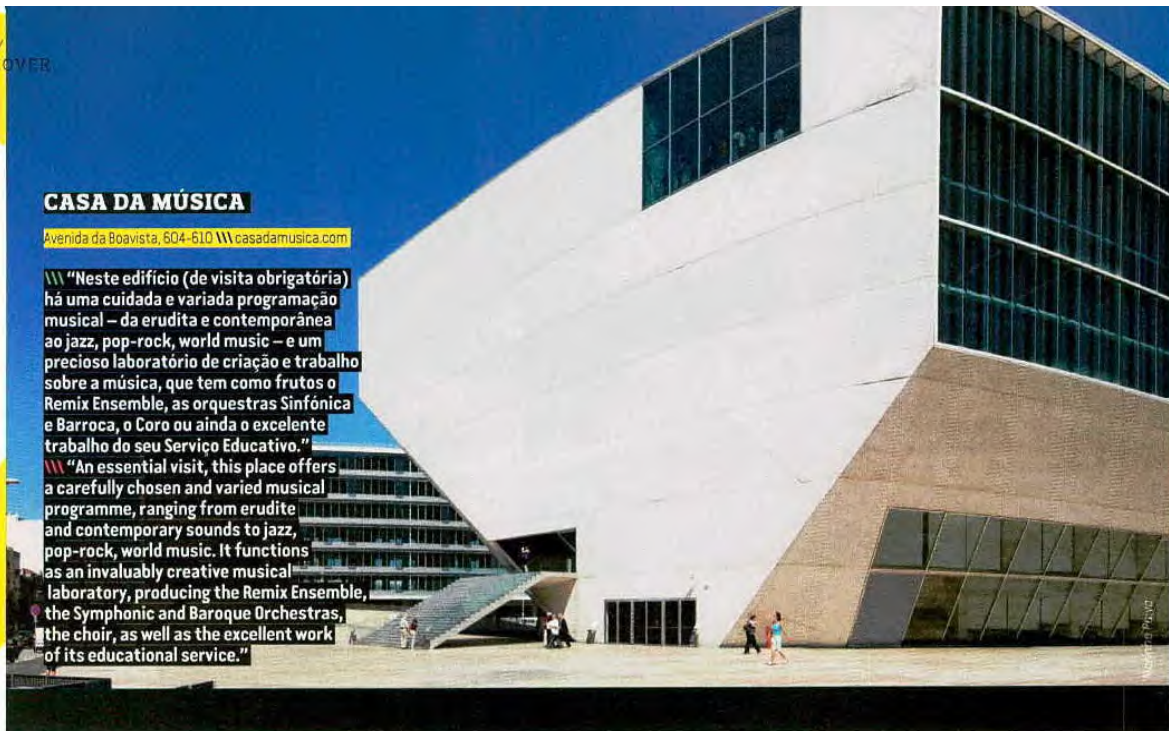 OVER
CASA DA MÚSICA
Avenida da Boavista, 604-610 \\\ casadamusica.com
\\\ “Neste edifício (de visita obrigatória)
há uma cuidada e variada programação
musical – da erudita e contemporânea
ao jazz, pop-rock, world music – e um
precioso laboratório de criação e trabalho
sobre a música, que tem como frutos o
Remix Ensemble, as orquestras Sinfónica
e Barroca, o Coro ou ainda o excelente
trabalho do seu Serviço Educativo.”
\\\ “An essential visit, this place offers
a carefully chosen and varied musical
programme, ranging from erudite
and contemporary sounds to jazz,
pop-rock, world music. It functions
as an invaluably creative musical
laboratory, producing the Remix Ensemble,
the Symphonic and Baroque Orchestras,
the choir, as well as the excellent work
of its educational service.”